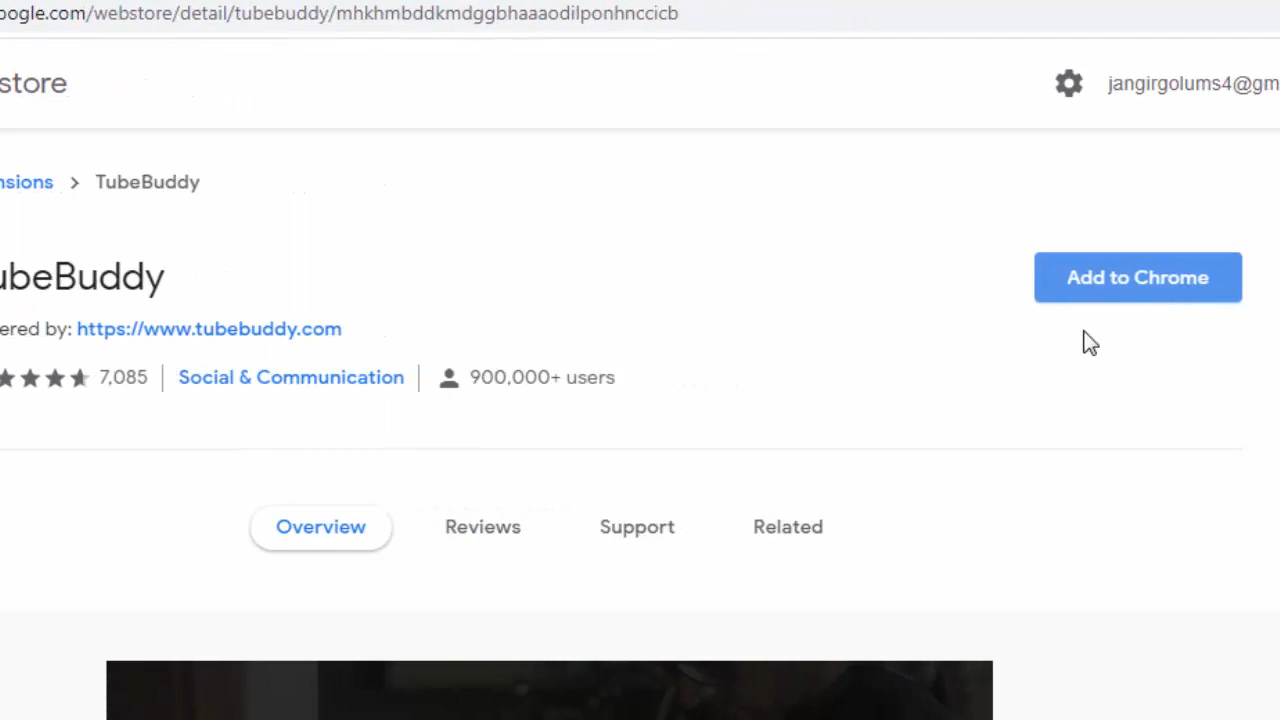 oogle.com/webstore/detail/tubebuddy/mhkhmbddkmdggbhaaaodilponhnccicb
store
jangirgolums4@gm
nsions > TubeBuddy
ubeBuddy
Add to Chrome
ered by: https://www.tubebuddy.com
7,085 Social & Communication 900,000+ users
Overview Reviews Support Related